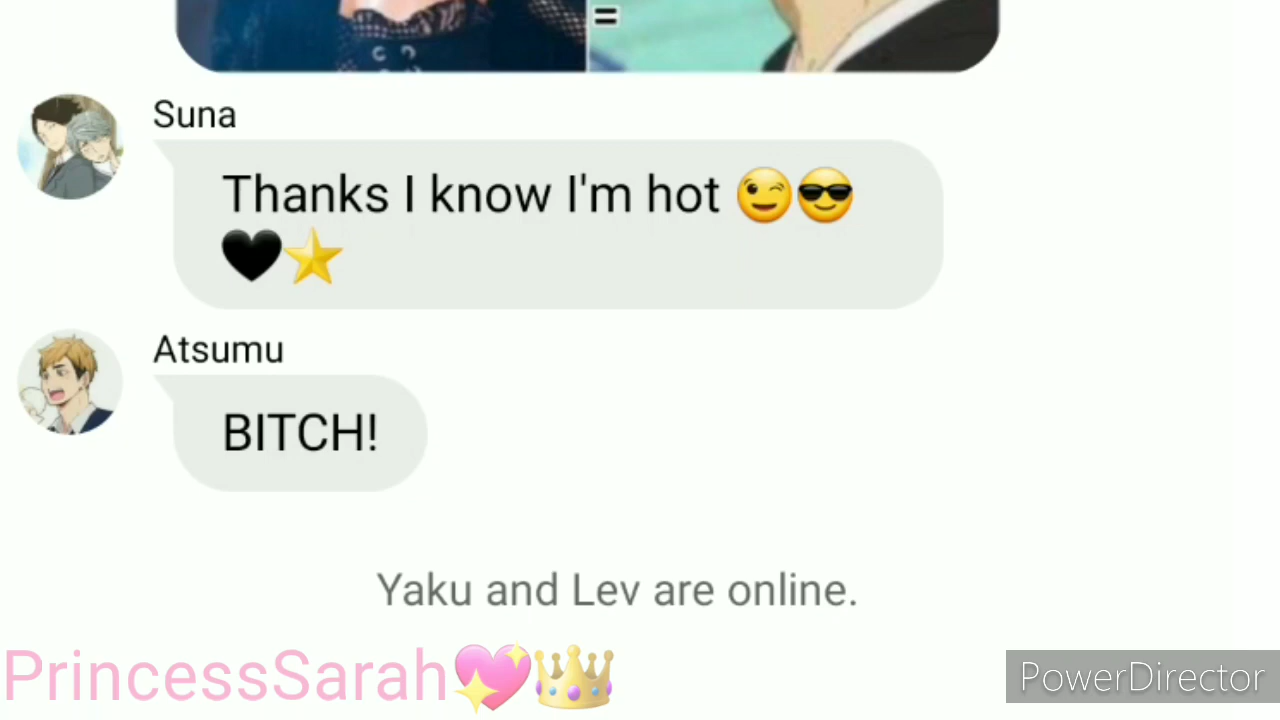 =
Suna
Thanks I know I'm hot 😉😎
🖤⭐
Atsumu
BITCH!
Yaku and Lev are online.
PrincessSarah💖👑
PowerDirector